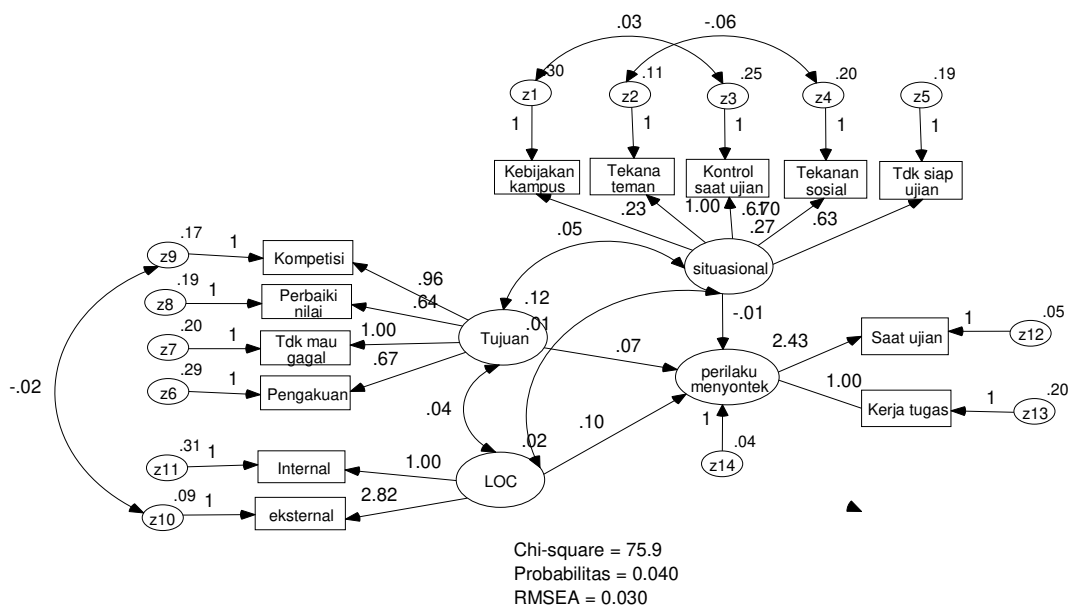 .03
-.06
.30
.11
.25
.20
.19
z1
z2
z3
z4
z5
1
1
1
1
1
Kebijakan
kampus
Tekana
teman
Kontrol
saat ujian
Tekanan
sosial
Tdk siap
ujian
.23
1.00
.61
.70
.63
.27
situasional
.05
.17
z9
1
Kompetisi
.96
.19
z8
1
Perbaiki
nilai
.64
.12
.01
.20
z7
1
Tdk mau
gagal
1.00
Tujuan
.29
z6
1
Pengakuan
.67
-.02
.04
-.01
.07
.10
perilaku
menyontek
2.43
1.00
Saat ujian
1
.05
z12
Kerja tugas
1
.20
z13
1
.04
z14
.31
z11
1
Internal
1.00
.02
LOC
.09
z10
1
eksternal
2.82
Chi-square = 75.9
Probabilitas = 0.040
RMSEA = 0.030